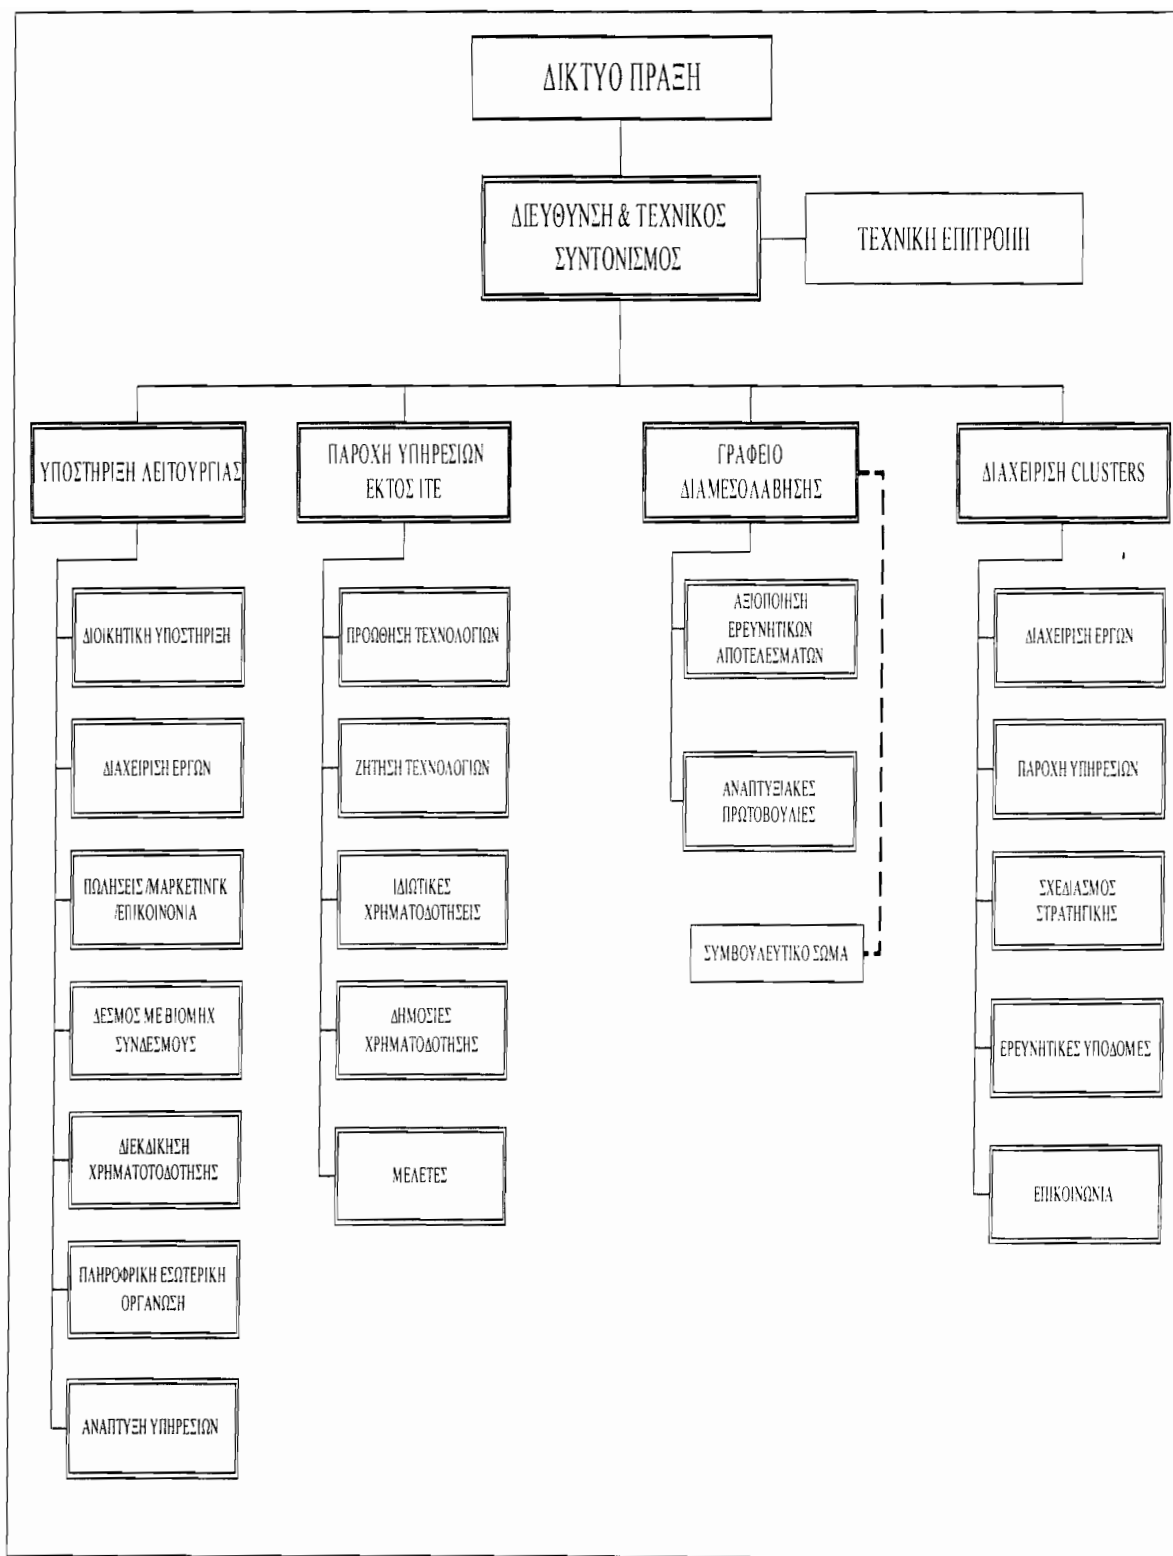 ΔΙΚΤΥΟ ΠΡΑΞΗ
ΔΙΕΥΘΥΝΣΗ & ΤΕΧΝΙΚΟΣ
ΣΥΝΤΟΝΙΣΜΟΣ
ΤΕΧΝΙΚΗ ΕΠΙΤΡΟΠΗ
ΥΠΟΣΤΗΡΙΞΗ ΛΕΙΤΟΥΡΓΙΑΣ
ΔΙΟΙΚΗΤΙΚΗ ΥΠΟΣΤΗΡΙΞΗ
ΔΙΑΧΕΙΡΙΣΗ ΕΡΓΩΝ
ΠΩΛΗΣΕΙΣ/ΜΑΡΚΕΤΙΝΓΚ
/ΕΠΙΚΟΙΝΟΝΙΑ
ΔΕΣΜΟΣ ΜΕ ΒΙΟΜΗΧ
ΣΥΝΔΕΣΜΟΥΣ
ΔΙΕΚΔΙΚΗΣΗ
ΧΡΗΜΑΤΟΤΟΔΟΤΗΣΗΣ
ΠΛΗΡΟΦΡΙΚΗ ΕΣΩΤΕΡΙΚΗ
ΟΡΓΑΝΩΣΗ
ΑΝΑΠΤΥΞΗ ΥΠΗΡΕΣΙΩΝ
ΠΑΡΟΧΗ ΥΠΗΡΕΣΙΩΝ
ΕΚΤΟΣ ΙΤΕ
ΠΡΟΩΘΗΣΗ ΤΕΧΝΟΛΟΓΙΩΝ
ΖΗΤΗΣΗ ΤΕΧΝΟΛΟΓΙΩΝ
ΙΔΙΩΤΙΚΕΣ
ΧΡΗΜΑΤΟΔΟΤΗΣΕΙΣ
ΔΗΜΟΣΙΕΣ
ΧΡΗΜΑΤΟΔΟΤΗΣΗΣ
ΜΕΛΕΤΕΣ
ΓΡΑΦΕΙΟ
ΔΙΑΜΕΣΟΛΑΒΗΣΗΣ
ΑΞΙΟΠΟΙΗΣΗ
ΕΡΕΥΝΗΤΙΚΩΝ
ΑΠΟΤΕΛΕΣΜΑΤΩΝ
ΑΝΑΠΤΥΞΙΑΚΕΣ
ΠΡΩΤΟΒΟΥΛΙΕΣ
ΣΥΜΒΟΥΛΕΥΤΙΚΟ ΣΩΜΑ
ΔΙΑΧΕΙΡΙΣΗ CLUSTERS
ΔΙΑΧΕΙΡΙΣΗ ΕΡΓΩΝ
ΠΑΡΟΧΗ ΥΠΗΡΕΣΙΩΝ
ΣΧΕΔΙΑΣΜΟΣ
ΣΤΡΑΤΗΓΙΚΗΣ
ΕΡΕΥΝΗΤΙΚΕΣ ΥΠΟΔΟΜΕΣ
ΕΠΙΚΟΙΝΩΝΙΑ